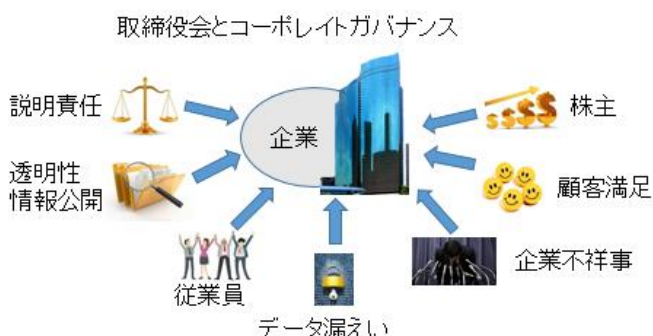 取締役会とコーポレイトガバナンス
説明責任
企業
株主
透明性
情報公開
顧客満足
企業不祥事
従業員
データ漏えい